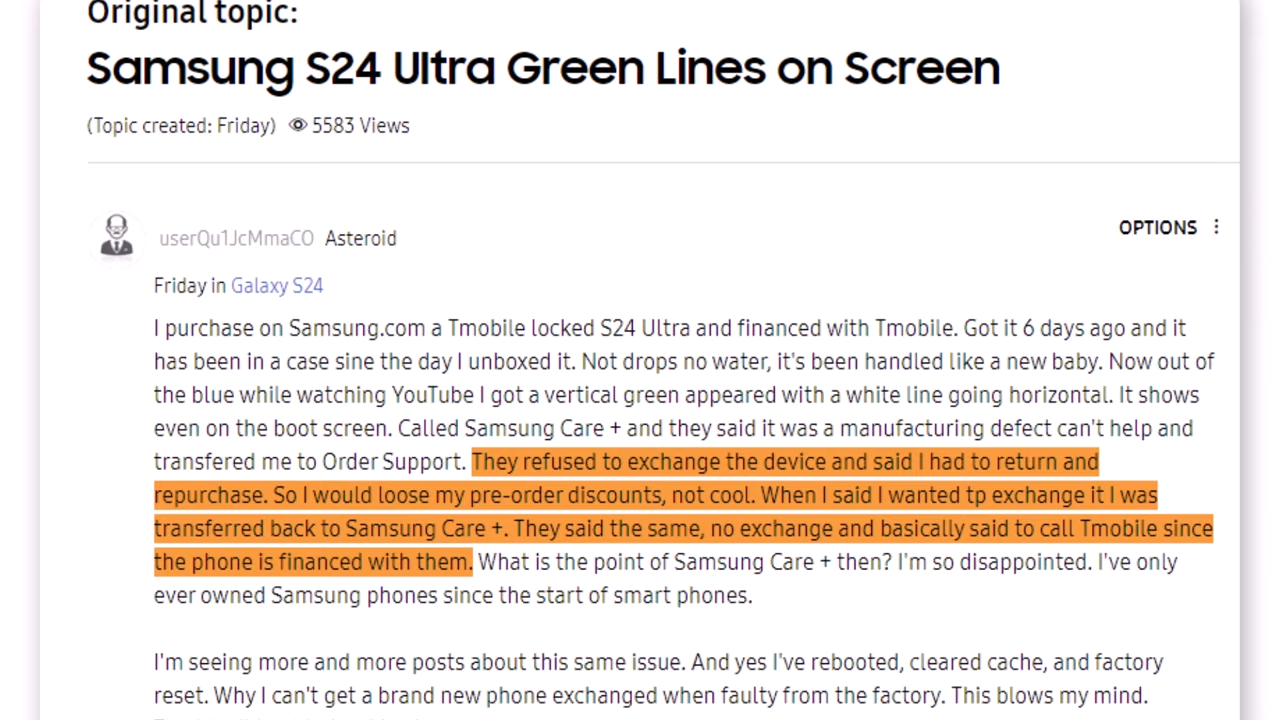 Original topic:
Samsung S24 Ultra Green Lines on Screen
(Topic created: Friday) 5583 Views
userQu1JcMmaCO Asteroid
OPTIONS
Friday in Galaxy S24
I purchase on Samsung.com a Tmobile locked S24 Ultra and financed with Tmobile. Got it 6 days ago and it
has been in a case sine the day I unboxed it. Not drops no water, it's been handled like a new baby. Now out of
the blue while watching YouTube I got a vertical green appeared with a white line going horizontal. It shows
even on the boot screen. Called Samsung Care + and they said it was a manufacturing defect can't help and
transfered me to Order Support. They refused to exchange the device and said I had to return and
repurchase. So I would loose my pre-order discounts, not cool. When I said I wanted tp exchange it I was
transferred back to Samsung Care +. They said the same, no exchange and basically said to call Tmobile since
the phone is financed with them. What is the point of Samsung Care + then? I'm so disappointed. I've only
ever owned Samsung phones since the start of smart phones.
I'm seeing more and more posts about this same issue. And yes I've rebooted, cleared cache, and factory
reset. Why I can't get a brand new phone exchanged when faulty from the factory. This blows my mind.